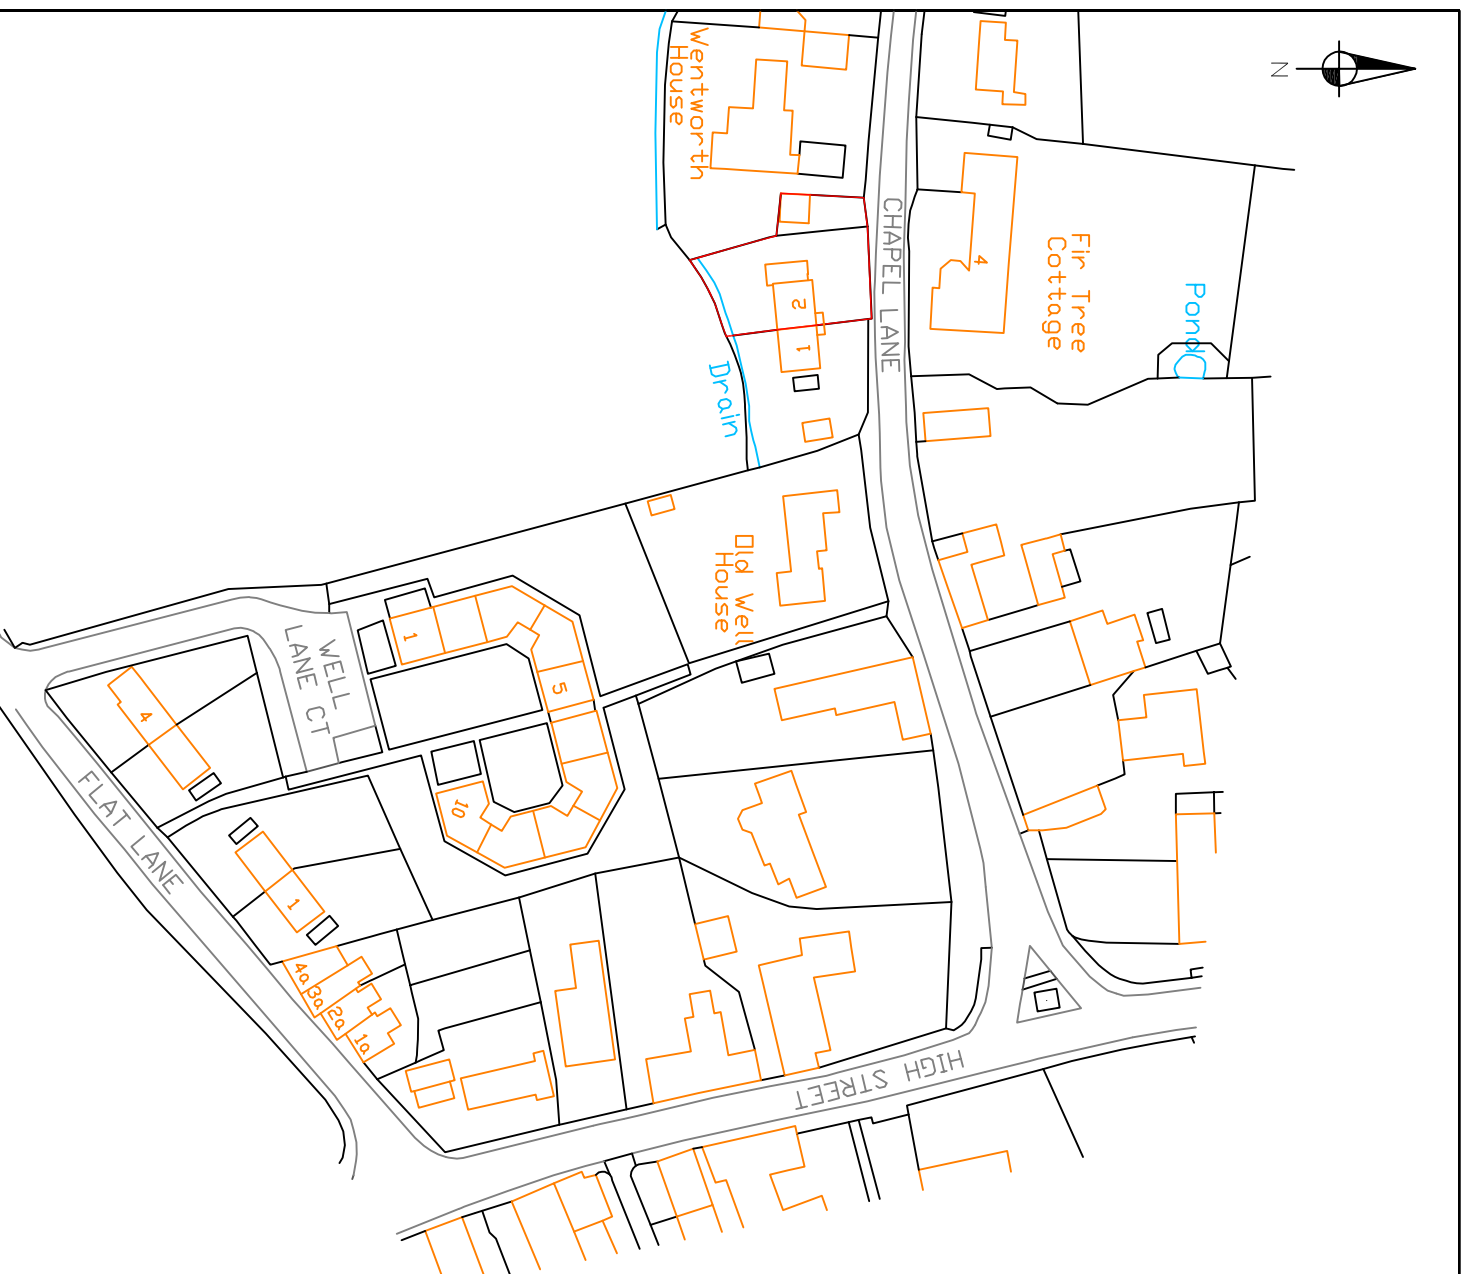 N
Wentworth
House
CHAPEL LANE
4
Fir Tree
Cottage
Pond
2
1
Drain
Old Well
House
1
5
10
WELL
LANE CT
4
FLAT LANE
1
4a
3a
2a
1a
HIGH STREET